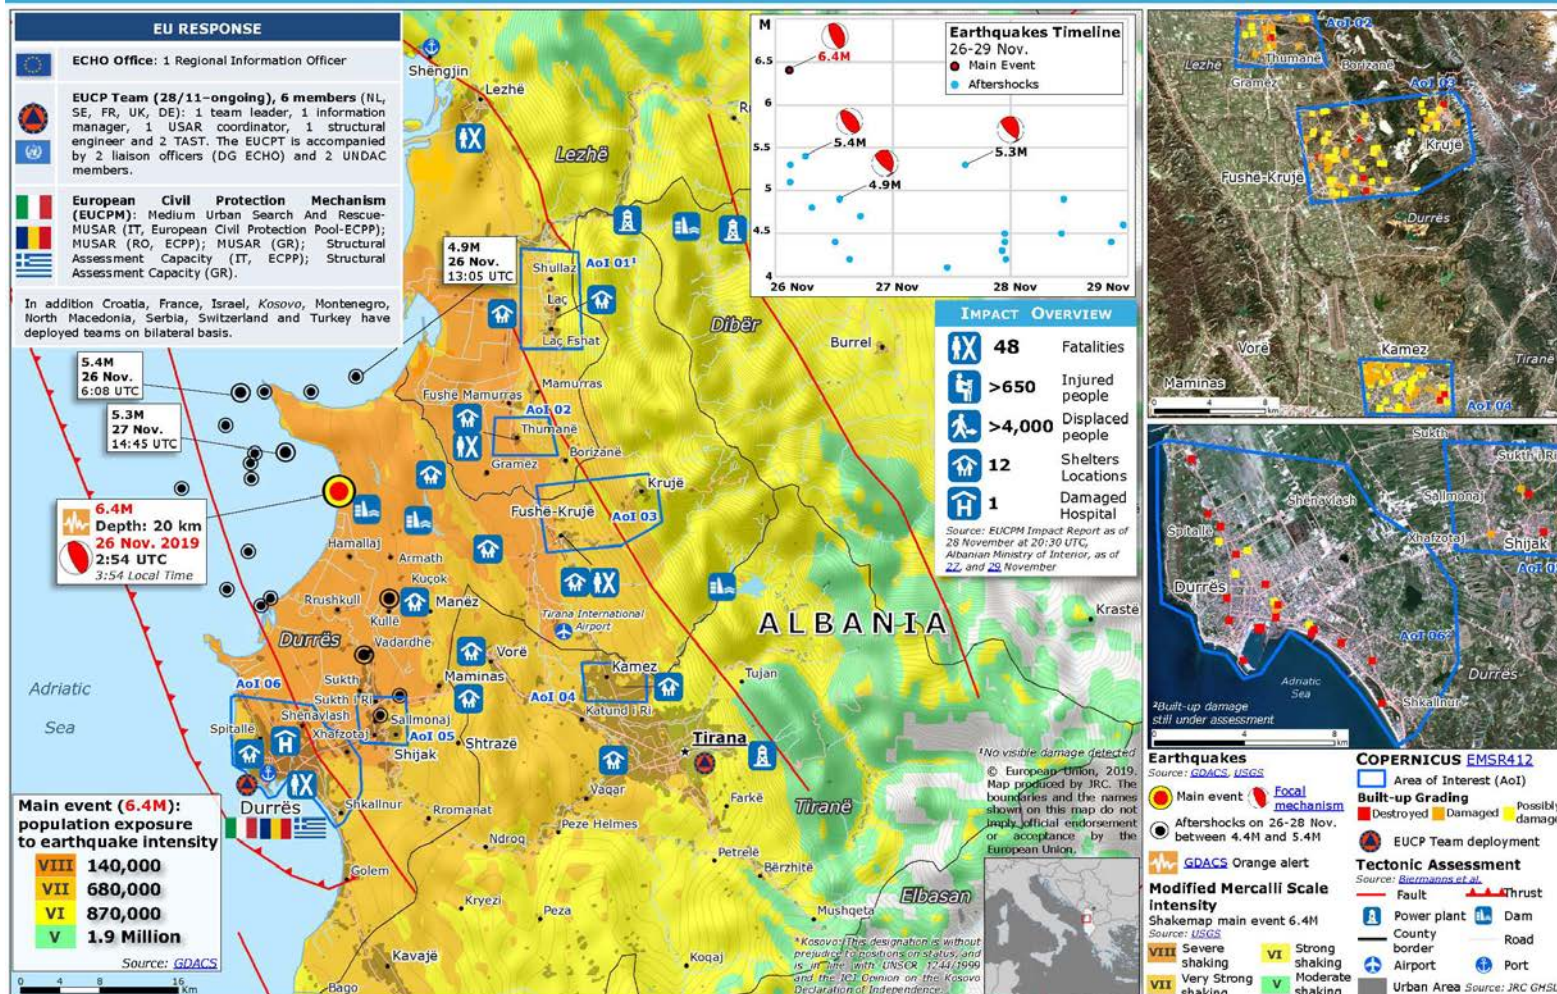 EU RESPONSE
ECHO Office: 1 Regional Information Officer
EUCP Team (28/11–ongoing), 6 members (NL,
SE, FR, UK, DE): 1 team leader, 1 information
manager, 1 USAR coordinator, 1 structural
engineer and 2 TAST. The EUCPT is accompanied
by 2 liaison officers (DG ECHO) and 2 UNDAC
members.
European Civil Protection Mechanism
(EUCPM): Medium Urban Search And Rescue-
MUSAR (IT, European Civil Protection Pool-ECPP);
MUSAR (RO, ECPP); MUSAR (GR); Structural
Assessment Capacity (IT, ECPP); Structural
Assessment Capacity (GR).
In addition Croatia, France, Israel, Kosovo, Montenegro,
North Macedonia, Serbia, Switzerland and Turkey have
deployed teams on bilateral basis.
Shëngjin
Lezhë
Lezhë
4.9M
26 Nov.
13:05 UTC
Shullaz
AoI 01¹
Laç
Laç Fshat
Dibër
Burrel
5.4M
26 Nov.
6:08 UTC
5.3M
27 Nov.
14:45 UTC
6.4M
Depth: 20 km
26 Nov. 2019
2:54 UTC
3:54 Local Time
Mamurras
Fushë Mamurras
AoI 02
Thumanë
Borizanë
Gramëz
Krujë
Fushë-Krujë
AoI 03
Hamallaj
Armath
Kuçok
Rrushkull
Manëz
Kullë
Tirana International
Airport
Durrës
Vadardhe
Vorë
Maminas
Kamez
AoI 04
Katund i Ri
Tujan
ALBANIA
Krastë
Adriatic
Sea
AoI 06
Sukth
Sukth i Ri
Shënavlash
Spitallë
Sallmonaj
Xhafzotaj
AoI 05
Shijak
Shtrazë
Tirana
Durrës
Shkallnur
Rromanat
Vaqar
Farkë
Tiranë
Ndroq
Peze Helmes
Petrelë
Bërzhitë
Golem
Kryezi
Peza
Mushqeta
Elbasan
Kavajë
Koqaj
Bago
Main event (6.4M):
population exposure
to earthquake intensity
VIII 140,000
VII 680,000
VI 870,000
V 1.9 Million
Source: GDACS
0 4 8 16
Km
M
6.5
6
5.5
5
4.5
4
26 Nov 27 Nov 28 Nov 29 Nov
Earthquakes Timeline
26-29 Nov.
Main Event
Aftershocks
6.4M
5.4M
4.9M
5.3M
IMPACT OVERVIEW
48 Fatalities
>650 Injured
people
>4,000 Displaced
people
12 Shelters
Locations
1 Damaged
Hospital
Source: EUCPM Impact Report as of
28 November at 20:30 UTC,
Albanian Ministry of Interior, as of
27, and 29 November
¹No visible damage detected
© European Union, 2019.
Map produced by JRC. The
boundaries and the names
shown on this map do not
imply official endorsement
or acceptance by the
European Union.
*Kosovo: This designation is without
prejudice to positions on status, and
is in line with UNSCR 1244/1999
and the ICJ Opinion on the Kosovo
Declaration of Independence.
AoI 02
Lezhë
Thumanë
Gramëz
Borizanë
AoI 03
Krujë
Fushë-Krujë
Durrës
Vorë
Kamez
Tiranë
Maminas
AoI 04
0 4 8
km
Sukth
Sukth i Ri
Shënavlash
Sallmonaj
Spitallë
Xhafzotaj
Shijak
Durrës
AoI 06²
Adriatic
Sea
Durrës
Shkallnur
²Built-up damage
still under assessment
0 4 8
km
Earthquakes
Source: GDACS, USGS
Main event
Focal
mechanism
Aftershocks on 26-28 Nov.
between 4.4M and 5.4M
GDACS Orange alert
Modified Mercalli Scale
intensity
Shakemap main event 6.4M
Source: USGS
VIII Severe
shaking
VI Strong
shaking
VII Very Strong
shaking
V Moderate
shaking
COPERNICUS EMSR412
Area of Interest (AoI)
Built-up Grading
Destroyed Damaged Possibly
damage
EUCP Team deployment
Tectonic Assessment
Source: Biermanns et al.
Fault Thrust
Power plant Dam
County
border
Road
Airport Port
Urban Area Source: JRC GHSL